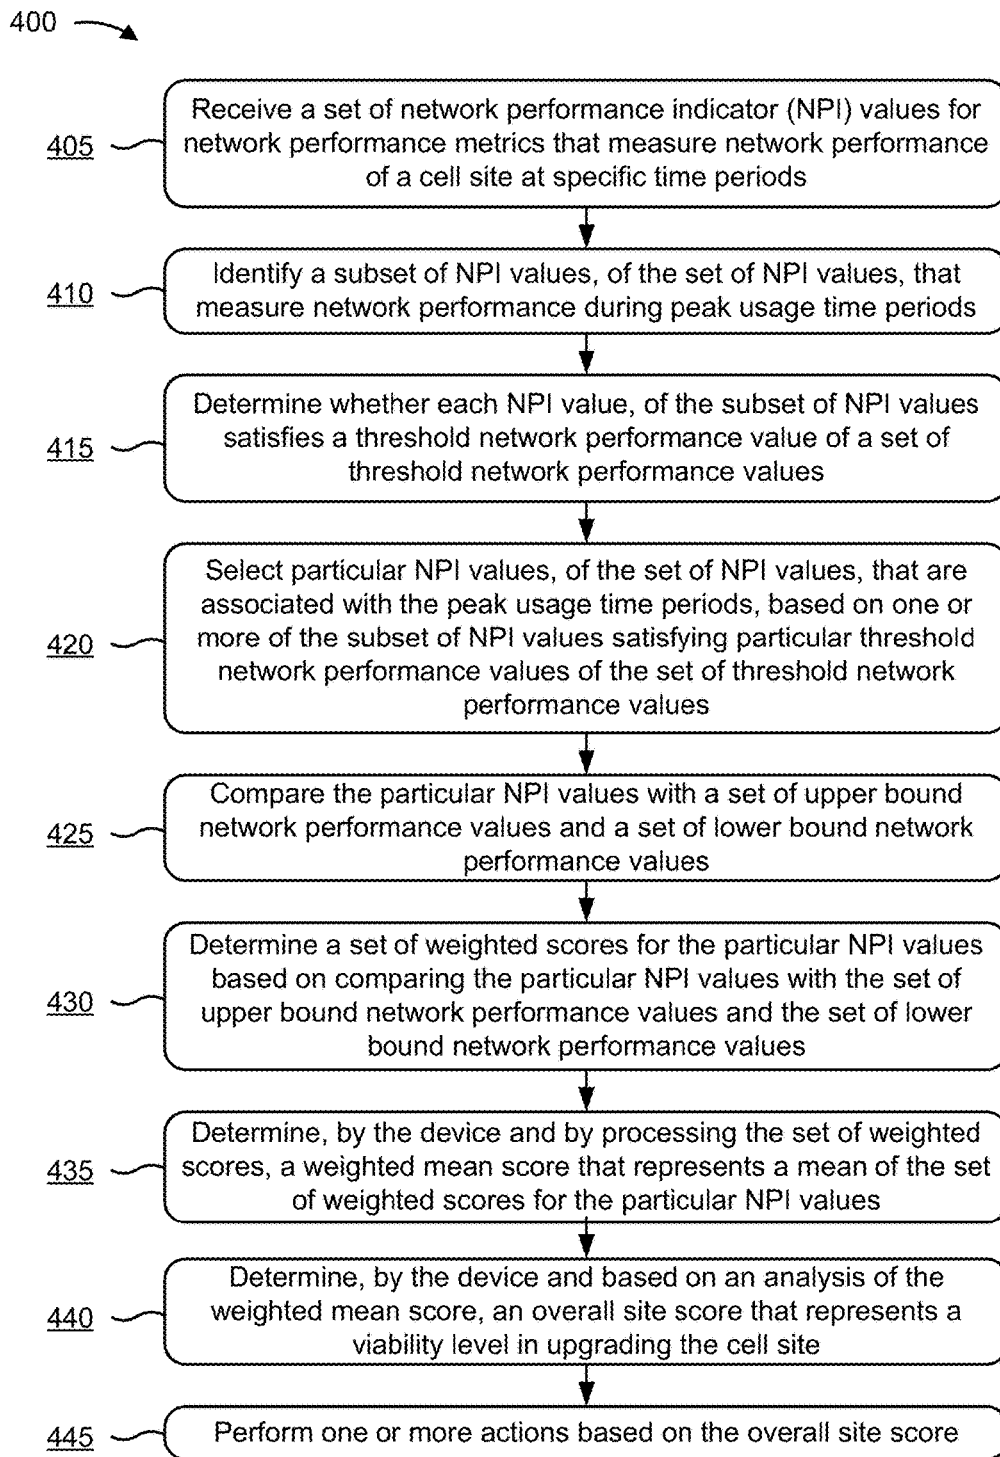 400
405
Receive a set of network performance indicator (NPI) values for
network performance metrics that measure network performance
of a cell site at specific time periods
410
Identify a subset of NPI values, of the set of NPI values, that
measure network performance during peak usage time periods
415
Determine whether each NPI value, of the subset of NPI values
satisfies a threshold network performance value of a set of
threshold network performance values
420
Select particular NPI values, of the set of NPI values, that are
associated with the peak usage time periods, based on one or
more of the subset of NPI values satisfying particular threshold
network performance values of the set of threshold network
performance values
425
Compare the particular NPI values with a set of upper bound
network performance values and a set of lower bound network
performance values
430
Determine a set of weighted scores for the particular NPI values
based on comparing the particular NPI values with the set of
upper bound network performance values and the set of lower
bound network performance values
435
Determine, by the device and by processing the set of weighted
scores, a weighted mean score that represents a mean of the set
of weighted scores for the particular NPI values
440
Determine, by the device and based on an analysis of the
weighted mean score, an overall site score that represents a
viability level in upgrading the cell site
445
Perform one or more actions based on the overall site score